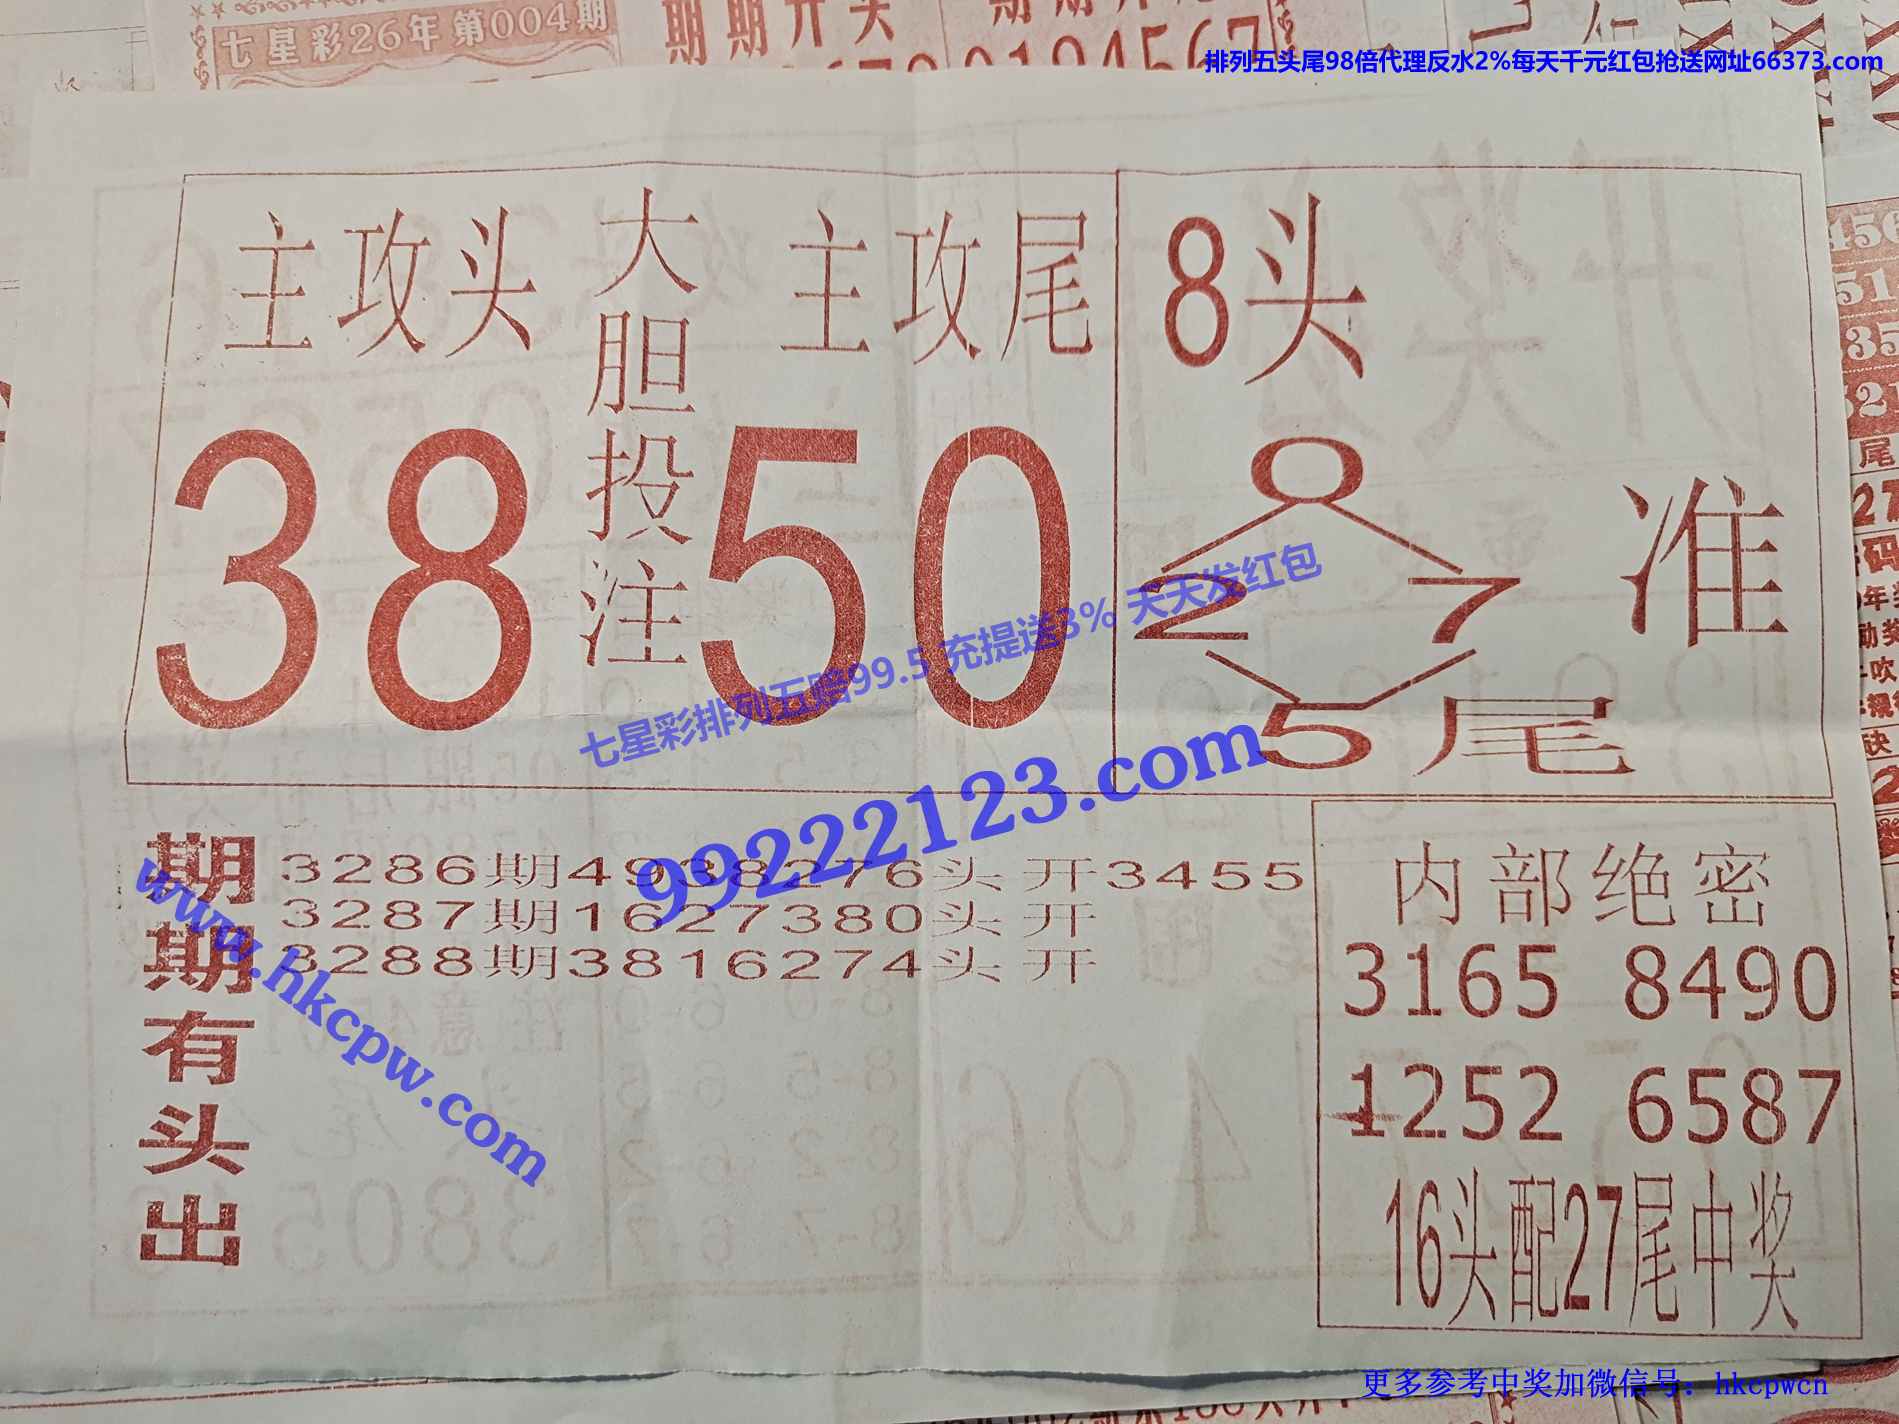 七星彩26年第004期
期期开头
排列五头尾98倍代理反水2%每天千元红包抢送网址66373.com
主攻头
大胆投注
主攻尾
38
50
8头
0
2 7
准
5尾
七星彩排列五赔99.5 充提送3% 天天发红包
99222123.com
www.hkcpw.com
期期有头出
3286期4938276头 开3455
3287期1627380头 开
3288期3816274头 开
内部绝密
3165 8490
1252 6587
16头配27尾中奖
更多参考中奖加微信号：hkcpwcn